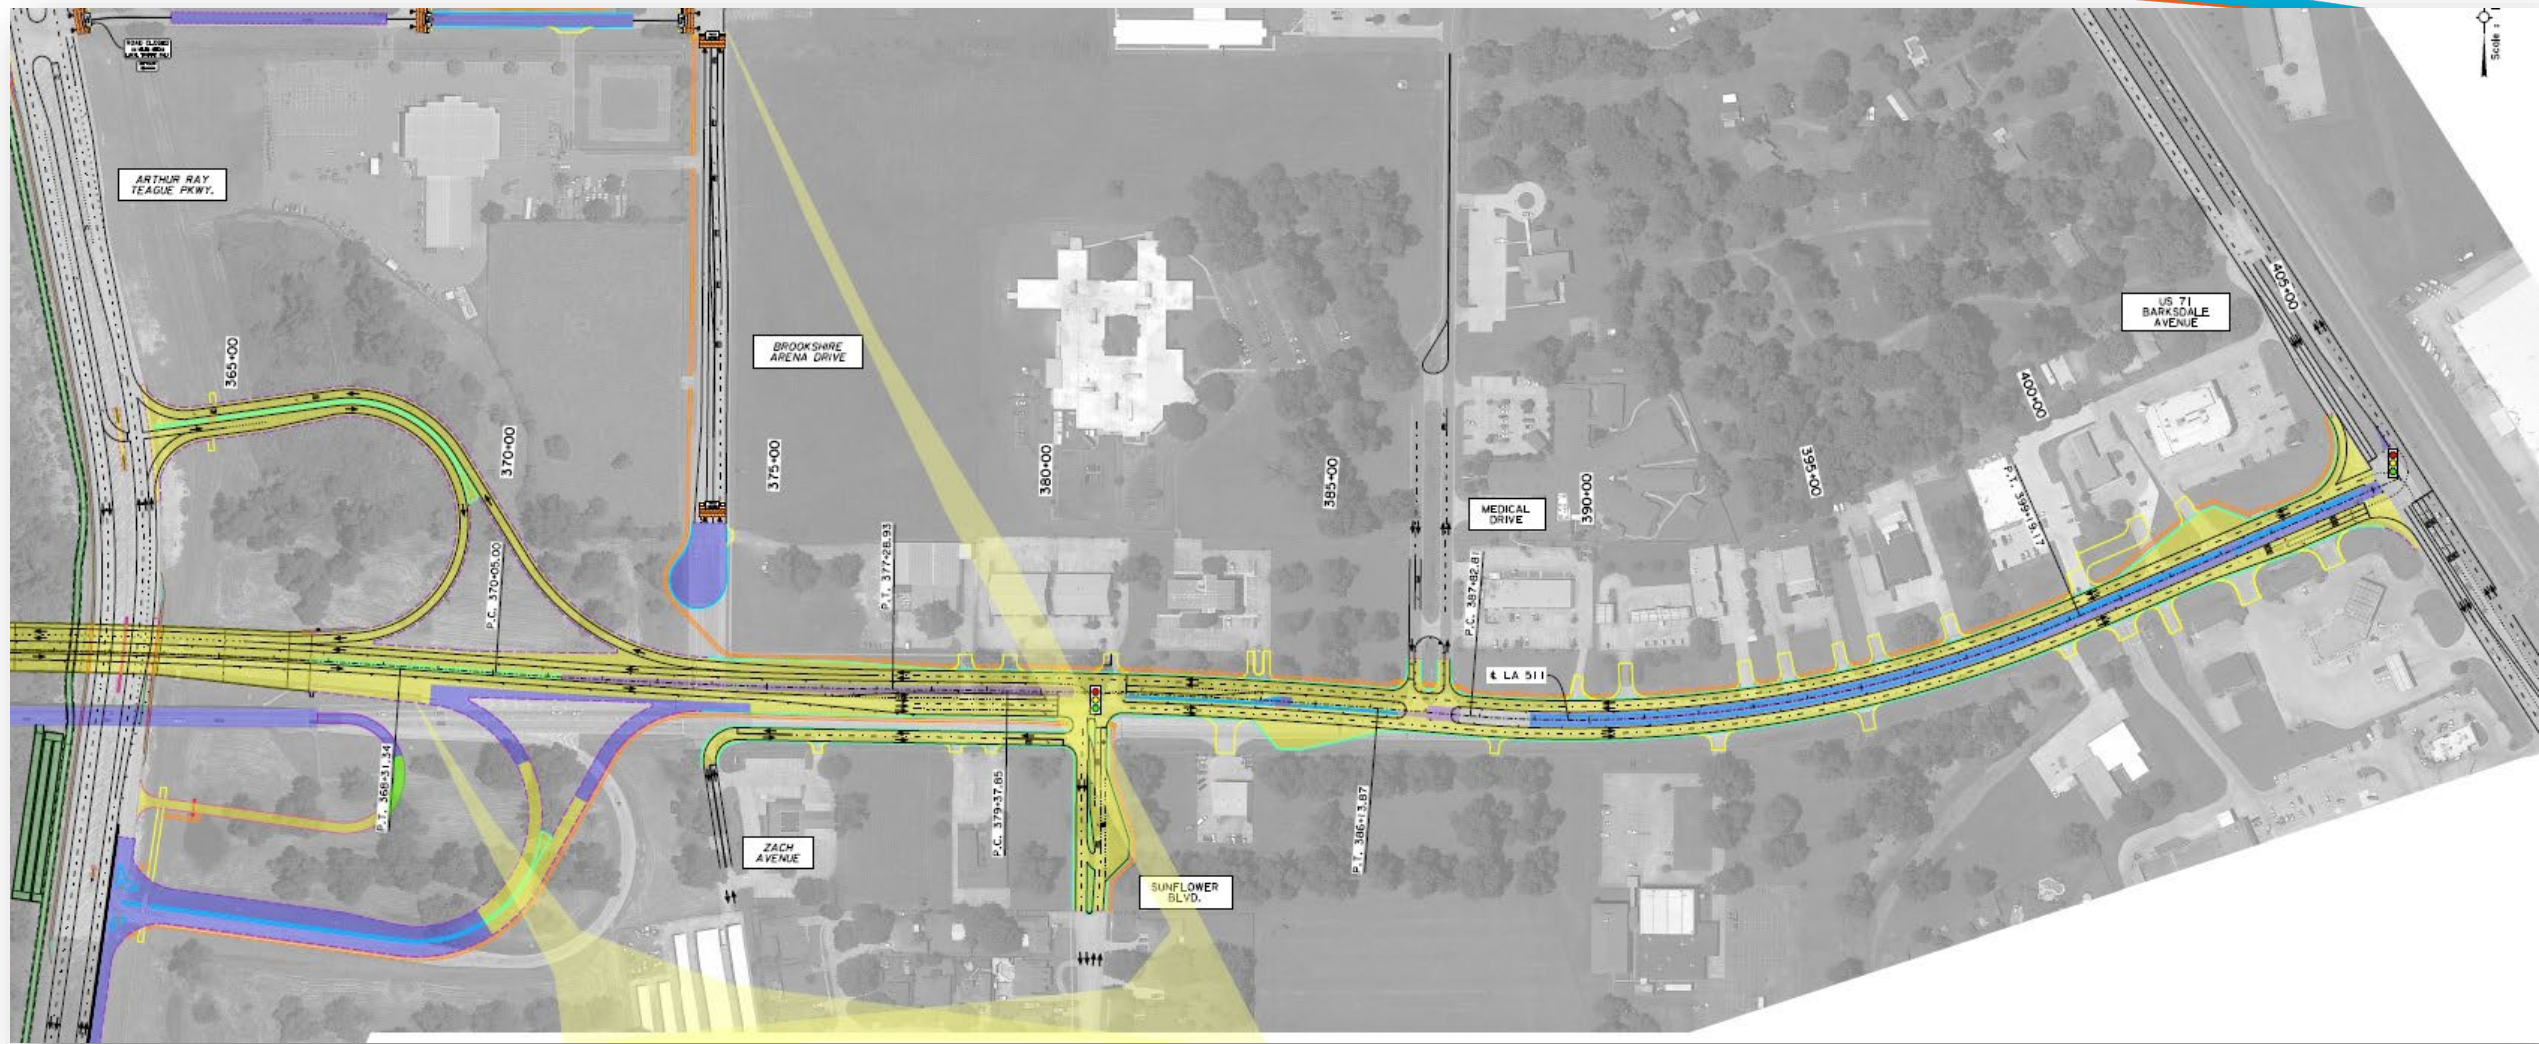 Scale :
ROAD CLOSED
ARTHUR RAY
TEAGUE PKWY.
BROOKSHIRE
ARENA DRIVE
US 71
BARKSDALE
AVENUE
405+00
365+00
370+00
375+00
380+00
385+00
390+00
395+00
400+00
MEDICAL
DRIVE
P.T. 399+19.17
P.C. 370+05.00
P.T. 377+28.93
P.C. 387+82.81
℄ LA 511
P.T. 368+31.34
P.C. 379+37.85
P.T. 386+13.87
ZACH
AVENUE
SUNFLOWER
BLVD.